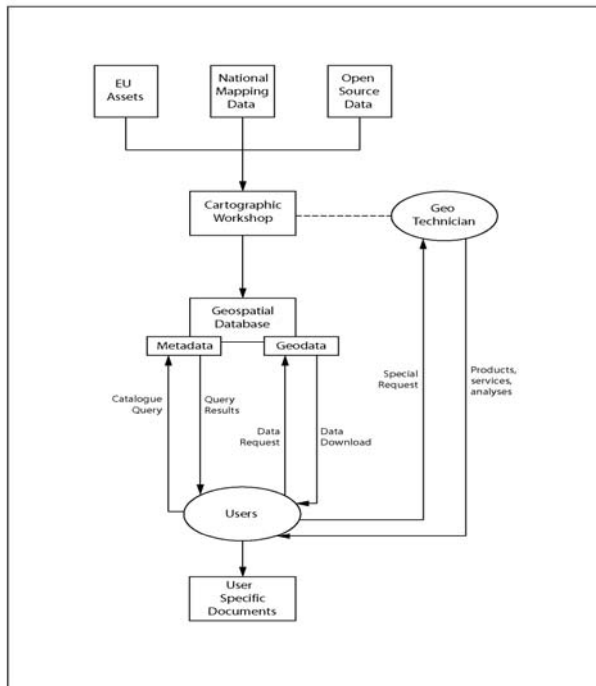 EU
Assets
National
Mapping
Data
Open
Source
Data
Cartographic
Workshop
Geo
Technician
Geospatial
Database
Metadata
Geodata
Catalogue
Query
Query
Results
Data
Request
Data
Download
Special
Request
Products,
services,
analyses
Users
User
Specific
Documents